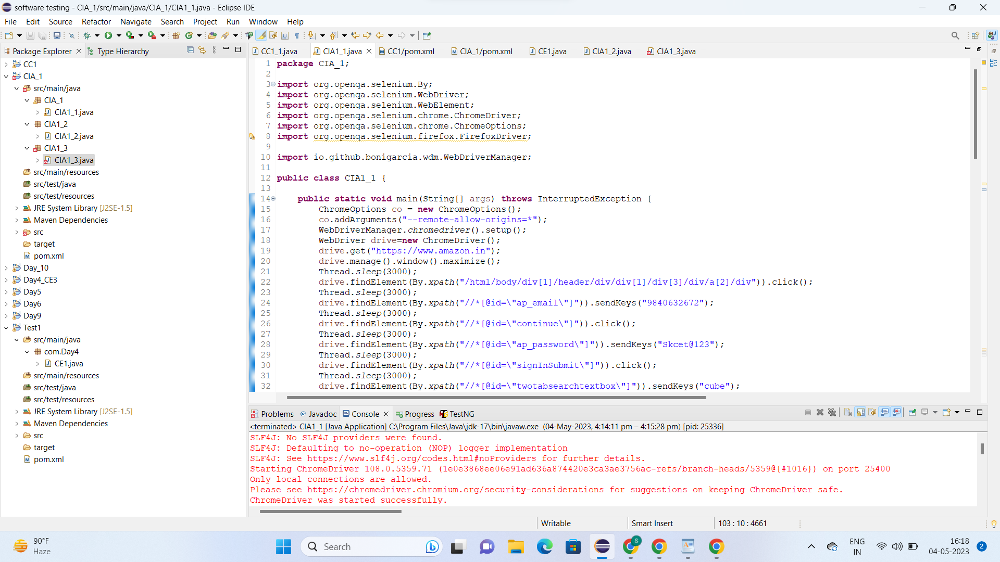 software testing - CIA_1/src/main/java/CIA_1/CIA1_1.java - Eclipse IDE
File Edit Source Refactor Navigate Search Project Run Window Help
Package Explorer
Type Hierarchy
CC1
CIA_1
src/main/java
CIA_1
CIA1_1.java
CIA1_2
CIA1_2.java
CIA1_3
CIA1_3.java
src/main/resources
src/test/java
src/test/resources
JRE System Library [J2SE-1.5]
Maven Dependencies
src
target
pom.xml
Day_10
Day4_CE3
Day5
Day6
Day9
Test1
src/main/java
com.Day4
CE1.java
src/main/resources
src/test/java
src/test/resources
JRE System Library [J2SE-1.5]
Maven Dependencies
src
target
pom.xml
CC1_1.java CIA1_1.java CC1/pom.xml CIA_1/pom.xml CE1.java CIA1_2.java CIA1_3.java
1 package CIA_1;
2
3 import org.openqa.selenium.By;
4 import org.openqa.selenium.WebDriver;
5 import org.openqa.selenium.WebElement;
6 import org.openqa.selenium.chrome.ChromeDriver;
7 import org.openqa.selenium.chrome.ChromeOptions;
8 import org.openqa.selenium.firefox.FirefoxDriver;
9
10 import io.github.bonigarcia.wdm.WebDriverManager;
11
12 public class CIA1_1 {
13
14 public static void main(String[] args) throws InterruptedException {
15 ChromeOptions co = new ChromeOptions();
16 co.addArguments("--remote-allow-origins=*");
17 WebDriverManager.chromedriver().setup();
18 WebDriver drive=new ChromeDriver();
19 drive.get("https://www.amazon.in");
20 drive.manage().window().maximize();
21 Thread.sleep(3000);
22 drive.findElement(By.xpath("/html/body/div[1]/header/div/div[1]/div[3]/div/a[2]/div")).click();
23 Thread.sleep(3000);
24 drive.findElement(By.xpath("//*[@id=\"ap_email\"]")).sendKeys("9840632672");
25 Thread.sleep(3000);
26 drive.findElement(By.xpath("//*[@id=\"continue\"]")).click();
27 Thread.sleep(3000);
28 drive.findElement(By.xpath("//*[@id=\"ap_password\"]")).sendKeys("Skcet@123");
29 Thread.sleep(3000);
30 drive.findElement(By.xpath("//*[@id=\"signInSubmit\"]")).click();
31 Thread.sleep(3000);
32 drive.findElement(By.xpath("//*[@id=\"twotabsearchtextbox\"]")).sendKeys("cube");
Problems Javadoc Console Progress TestNG
<terminated> CIA1_1 [Java Application] C:\Program Files\Java\jdk-17\bin\javaw.exe (04-May-2023, 4:14:11 pm – 4:15:28 pm) [pid: 25336]
SLF4J: No SLF4J providers were found.
SLF4J: Defaulting to no-operation (NOP) logger implementation
SLF4J: See https://www.slf4j.org/codes.html#noProviders for further details.
Starting ChromeDriver 108.0.5359.71 (1e0e3868ee06e91ad636a874420e3ca3ae3756ac-refs/branch-heads/5359@{#1016}) on port 25400
Only local connections are allowed.
Please see https://chromedriver.chromium.org/security-considerations for suggestions on keeping ChromeDriver safe.
ChromeDriver was started successfully.
Writable Smart Insert 103 : 10 : 4661
90°F
Haze
Search
S
ENG
IN
16:18
04-05-2023
2